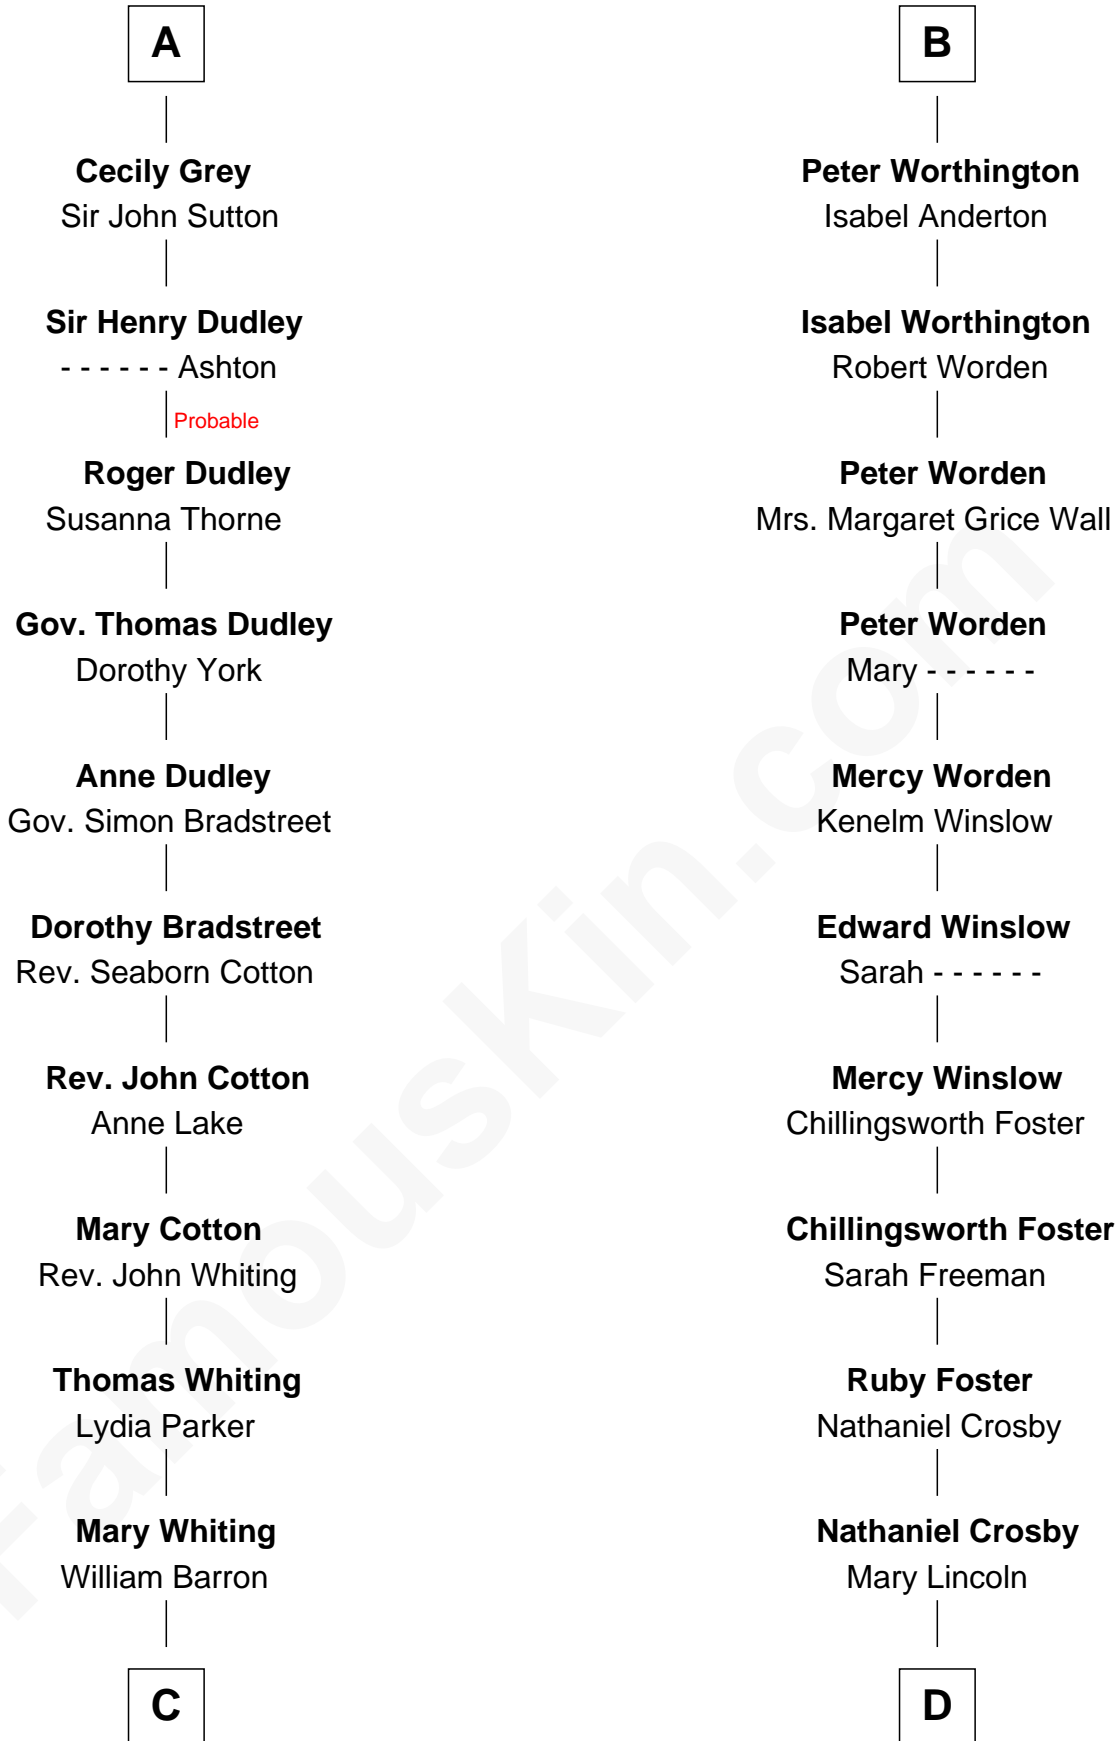 A
Cecily Grey
Sir John Sutton
Sir Henry Dudley
- - - - - - Ashton
Probable
Roger Dudley
Susanna Thorne
Gov. Thomas Dudley
Dorothy York
Anne Dudley
Gov. Simon Bradstreet
Dorothy Bradstreet
Rev. Seaborn Cotton
Rev. John Cotton
Anne Lake
Mary Cotton
Rev. John Whiting
Thomas Whiting
Lydia Parker
Mary Whiting
William Barron
C
B
Peter Worthington
Isabel Anderton
Isabel Worthington
Robert Worden
Peter Worden
Mrs. Margaret Grice Wall
Peter Worden
Mary - - - - - -
Mercy Worden
Kenelm Winslow
Edward Winslow
Sarah - - - - - -
Mercy Winslow
Chillingsworth Foster
Chillingsworth Foster
Sarah Freeman
Ruby Foster
Nathaniel Crosby
Nathaniel Crosby
Mary Lincoln
D
FamousKin.com